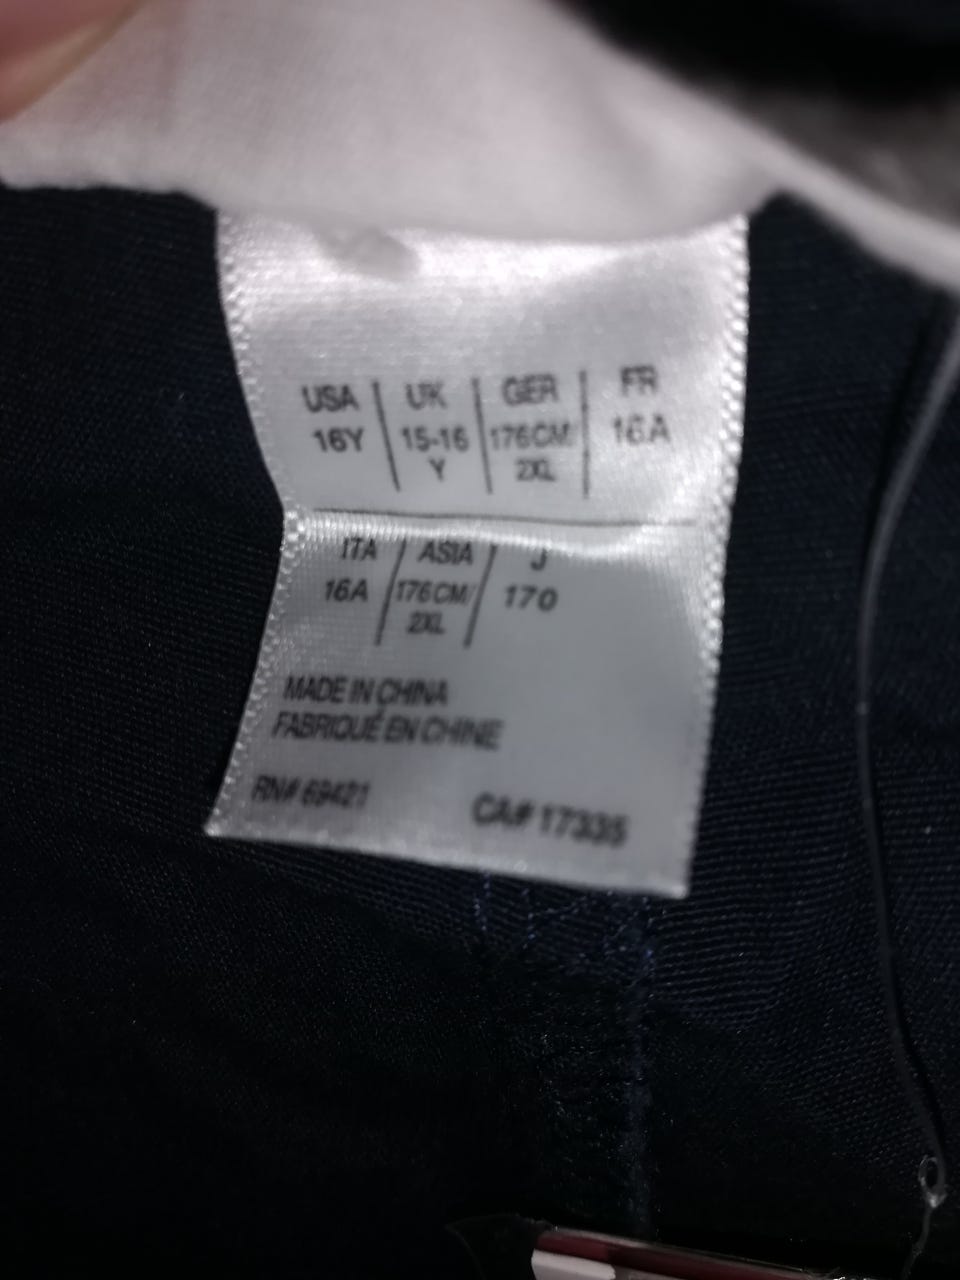 USA | UK | GER | FR
16Y | 15-16 Y | 176CM/ 2XL | 16A
ITA / ASIA / J
16A / 176CM/ 2XL / 170
MADE IN CHINA
FABRIQUÉ EN CHINE
RN# 69421 CA# 17335